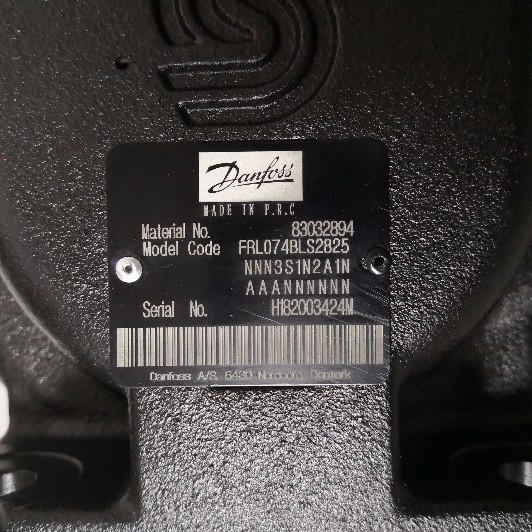 Danfoss
MADE IN P.R.C
Material No. 83032894
Model Code FRL074BLS2825
NNN3S1N2A1N
AAANNNNNNN
Serial No. H182003424M
Danfoss A/S, 6430 Nordborg, Denmark